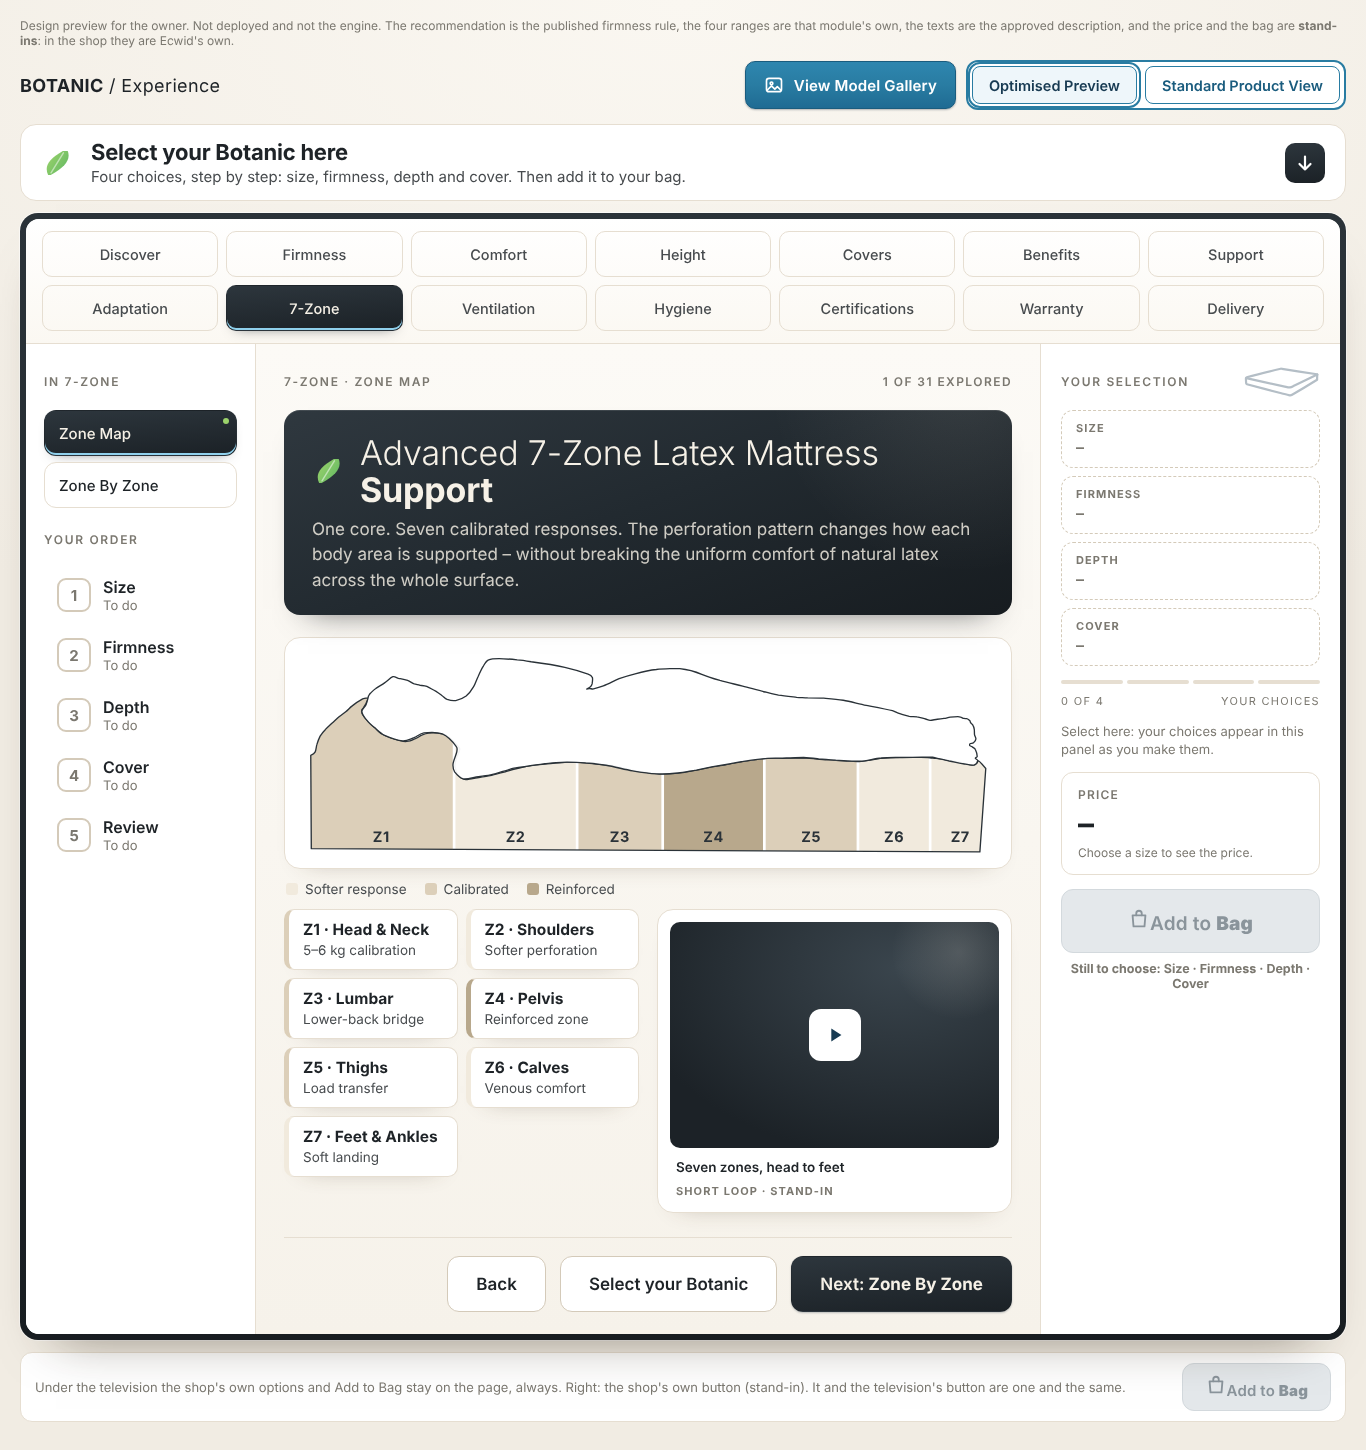 Design preview for the owner. Not deployed and not the engine. The recommendation is the published firmness rule, the four ranges are that module's own, the texts are the approved description, and the price and the bag are stand-
ins: in the shop they are Ecwid's own.
BOTANIC / Experience
View Model Gallery
Optimised Preview
Standard Product View
Select your Botanic here
Four choices, step by step: size, firmness, depth and cover. Then add it to your bag.
Discover
Firmness
Comfort
Height
Covers
Benefits
Support
Adaptation
7-Zone
Ventilation
Hygiene
Certifications
Warranty
Delivery
IN 7-ZONE
Zone Map
Zone By Zone
YOUR ORDER
1
Size
To do
2
Firmness
To do
3
Depth
To do
4
Cover
To do
5
Review
To do
7-ZONE · ZONE MAP
1 OF 31 EXPLORED
Advanced 7-Zone Latex Mattress
Support
One core. Seven calibrated responses. The perforation pattern changes how each
body area is supported – without breaking the uniform comfort of natural latex
across the whole surface.
Z1
Z2
Z3
Z4
Z5
Z6
Z7
Softer response
Calibrated
Reinforced
Z1 · Head & Neck
5–6 kg calibration
Z2 · Shoulders
Softer perforation
Z3 · Lumbar
Lower-back bridge
Z4 · Pelvis
Reinforced zone
Z5 · Thighs
Load transfer
Z6 · Calves
Venous comfort
Z7 · Feet & Ankles
Soft landing
Seven zones, head to feet
SHORT LOOP · STAND-IN
Back
Select your Botanic
Next: Zone By Zone
YOUR SELECTION
SIZE
–
FIRMNESS
–
DEPTH
–
COVER
–
0 OF 4
YOUR CHOICES
Select here: your choices appear in this
panel as you make them.
PRICE
–
Choose a size to see the price.
Add to Bag
Still to choose: Size · Firmness · Depth ·
Cover
Under the television the shop's own options and Add to Bag stay on the page, always. Right: the shop's own button (stand-in). It and the television's button are one and the same.
Add to Bag